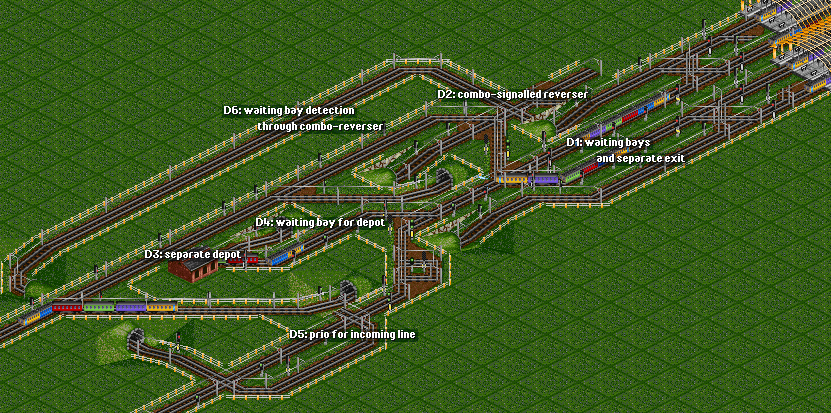 D2: combo-signalled reverser
D6: waiting bay detection
through combo-reverser
D1: waiting bays
and separate exit
D4: waiting bay for depot
D3: separate depot
D5: prio for incoming line